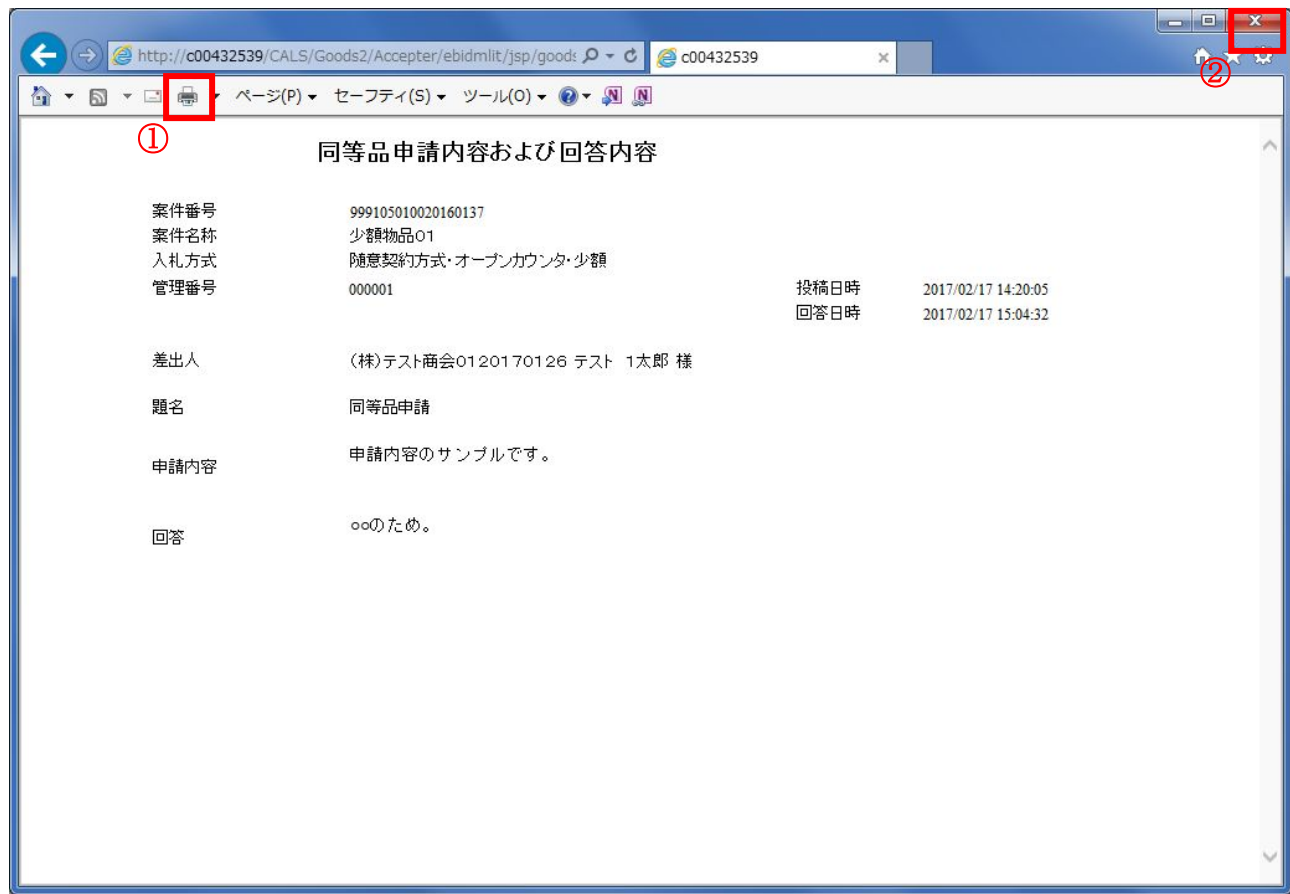 http://c00432539/CALS/Goods2/Accepter/ebidmlit/jsp/goods
c00432539
②
ページ(P) セーフティ(S) ツール(O)
①
同等品申請内容および回答内容
案件番号 999105010020160137
案件名称 少額物品01
入札方式 随意契約方式・オープンカウンタ・少額
管理番号 000001 投稿日時 2017/02/17 14:20:05
回答日時 2017/02/17 15:04:32
差出人 (株)テスト商会0120170126 テスト 1太郎 様
題名 同等品申請
申請内容 申請内容のサンプルです。
回答 ○○のため。